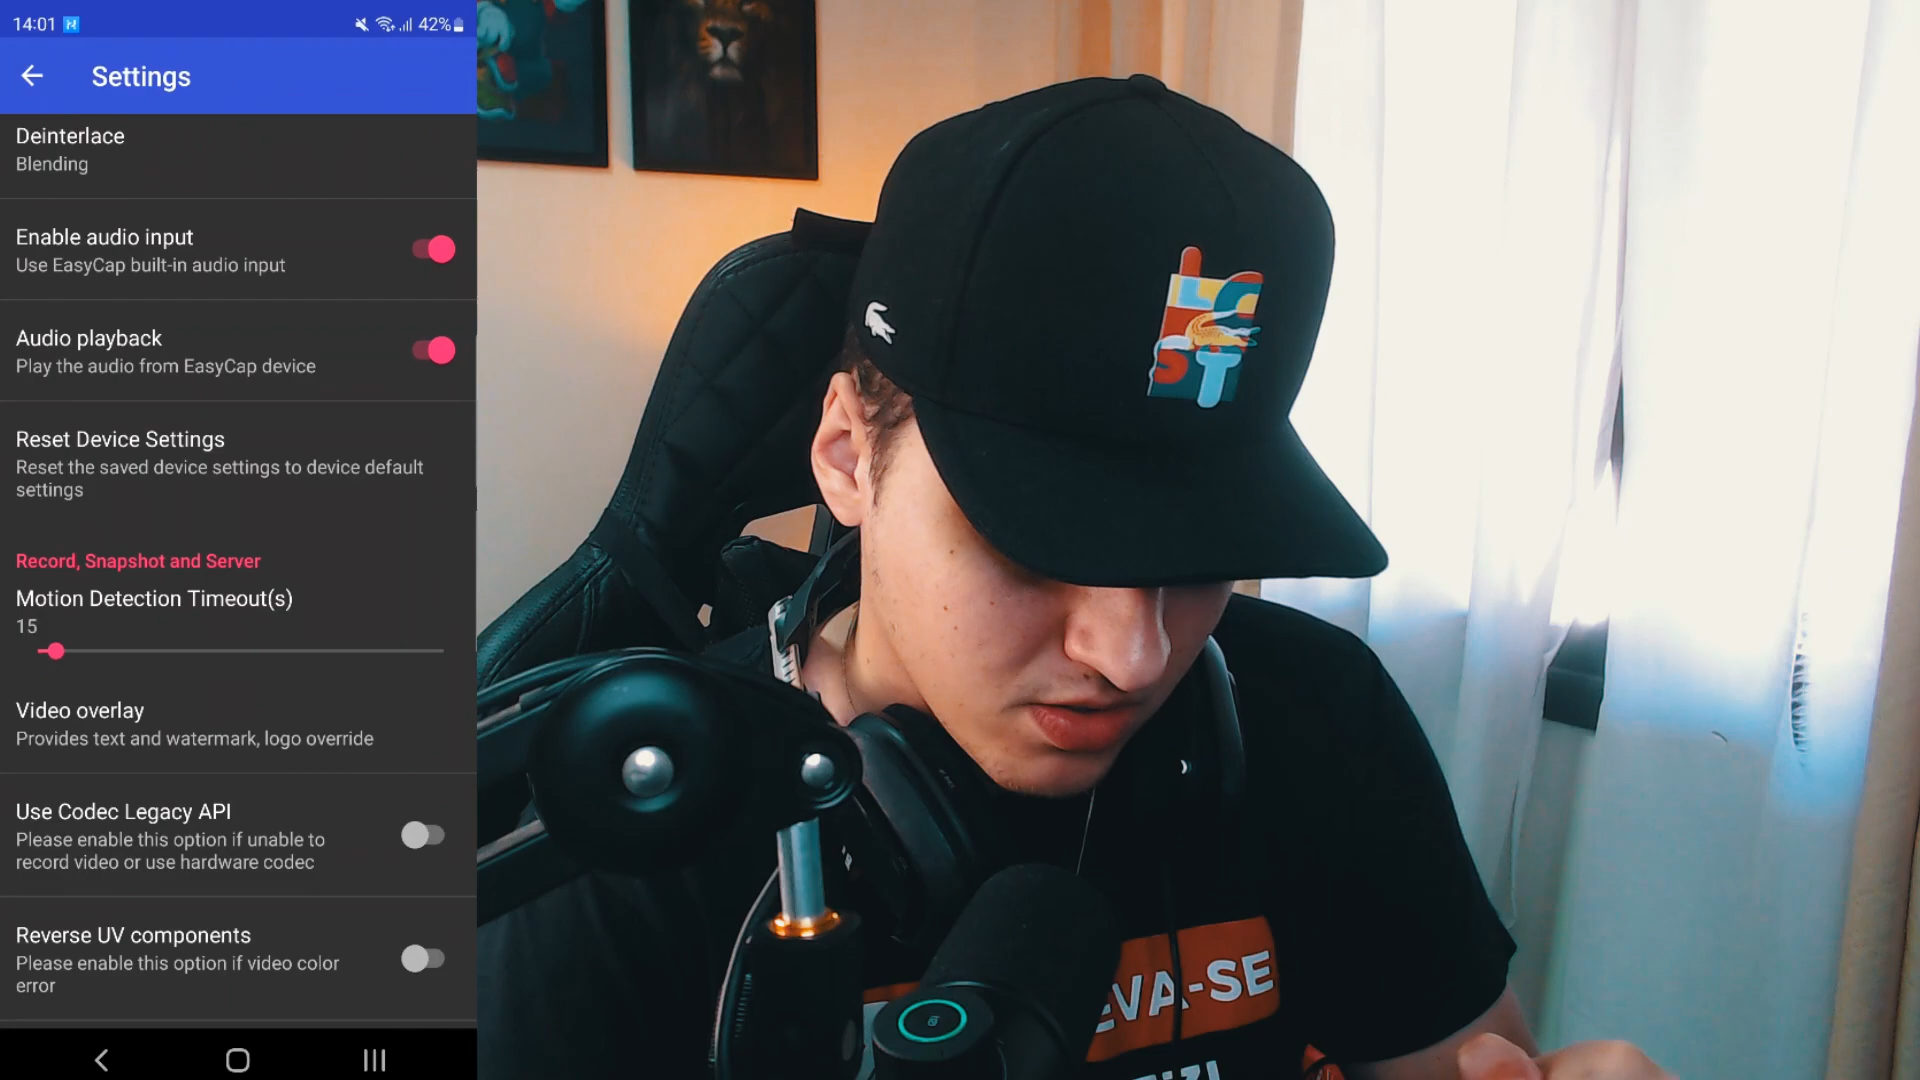 14:01
42%
Settings
Deinterlace
Blending
Enable audio input
Use EasyCap built-in audio input
Audio playback
Play the audio from EasyCap device
Reset Device Settings
Reset the saved device settings to device default
settings
Record, Snapshot and Server
Motion Detection Timeout(s)
15
Video overlay
Provides text and watermark, logo override
Use Codec Legacy API
Please enable this option if unable to
record video or use hardware codec
Reverse UV components
Please enable this option if video color
error
LC
ST
EVA-SE